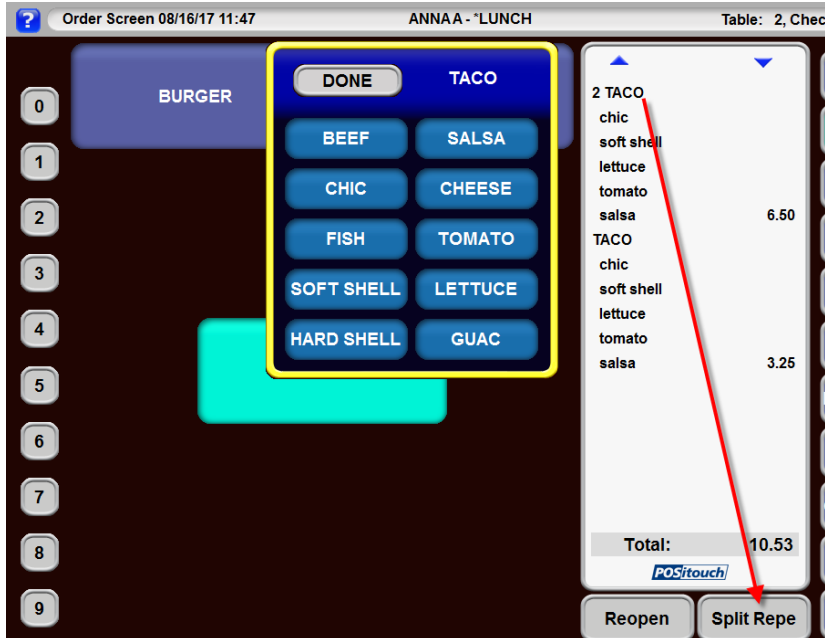 ? Order Screen 08/16/17 11:47 ANNA A - *LUNCH Table: 2, Chec
BURGER
0
1
2
3
4
5
6
7
8
9
DONE TACO
BEEF SALSA
CHIC CHEESE
FISH TOMATO
SOFT SHELL LETTUCE
HARD SHELL GUAC
2 TACO
chic
soft shell
lettuce
tomato
salsa 6.50
TACO
chic
soft shell
lettuce
tomato
salsa 3.25
Total: 10.53
POSitouch
Reopen Split Repe